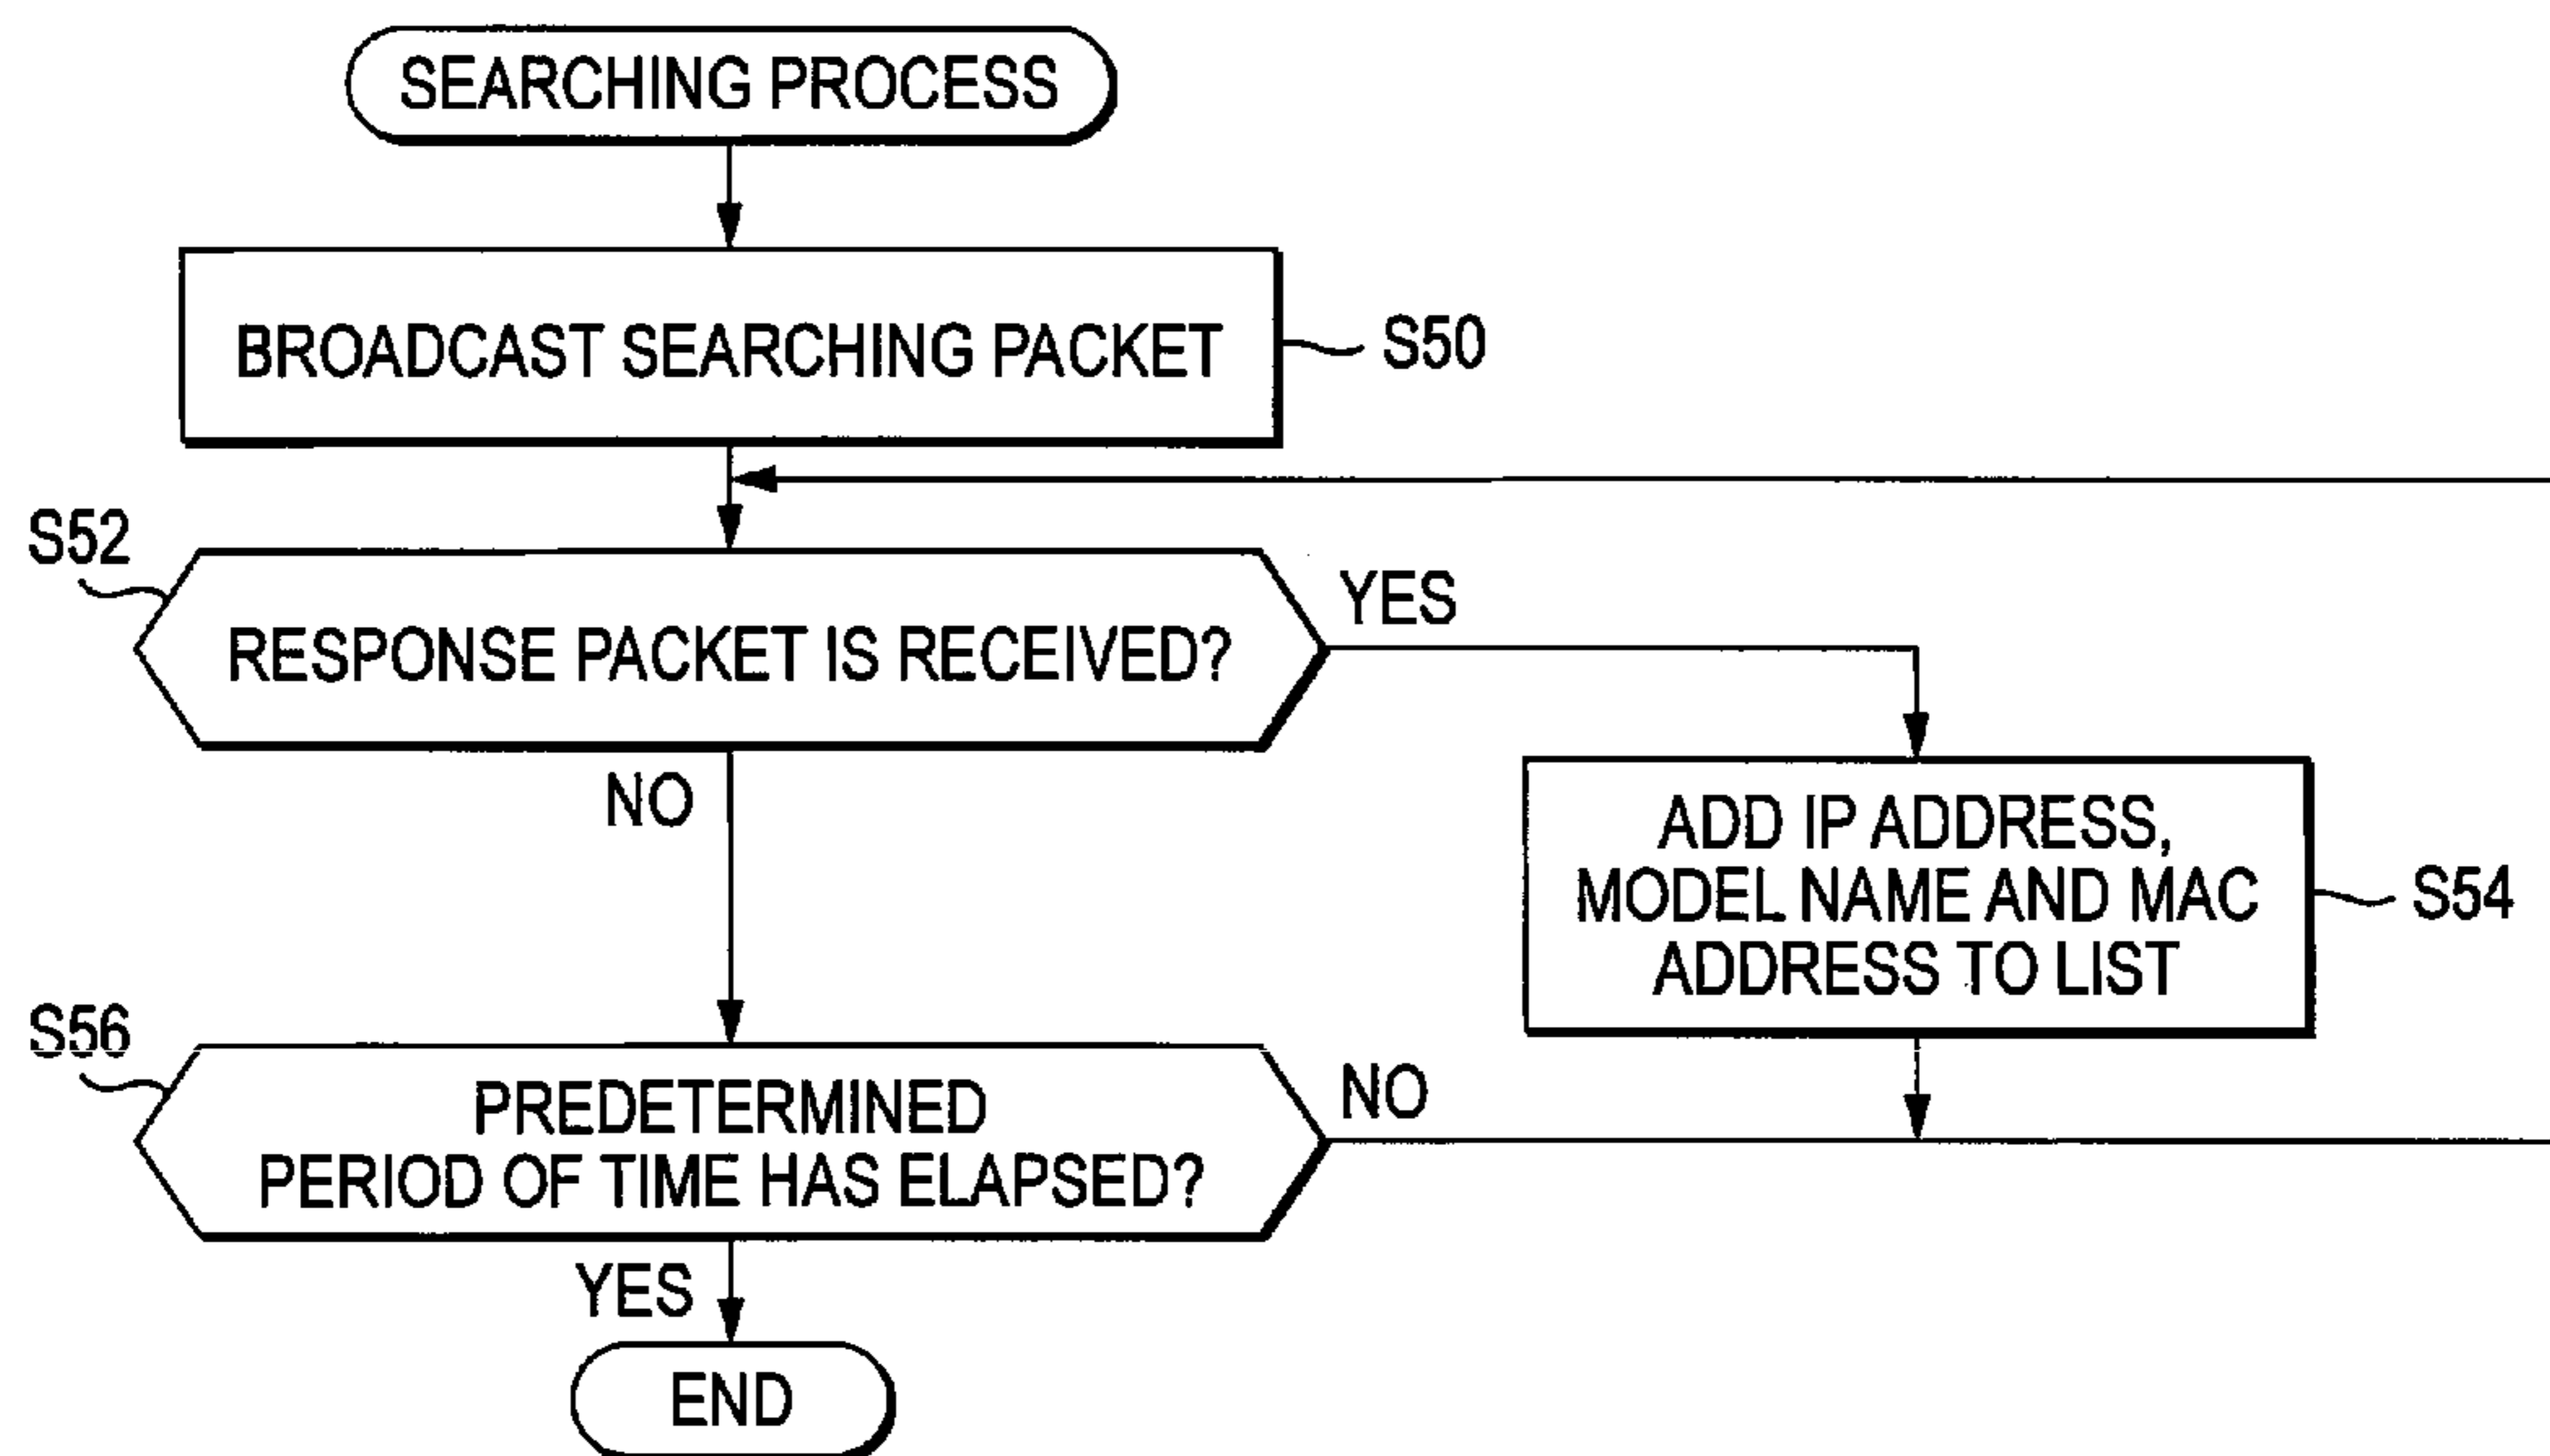 SEARCHING PROCESS
BROADCAST SEARCHING PACKET
S50
S52
RESPONSE PACKET IS RECEIVED?
YES
NO
ADD IP ADDRESS,
MODEL NAME AND MAC
ADDRESS TO LIST
S54
S56
PREDETERMINED
PERIOD OF TIME HAS ELAPSED?
NO
YES
END